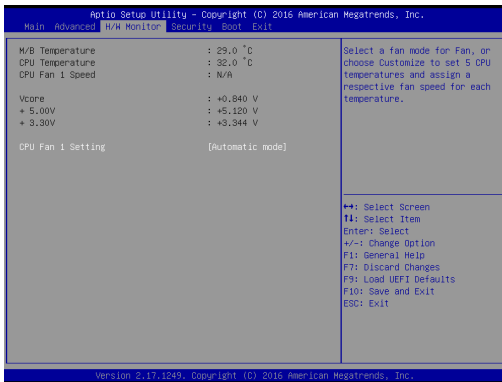 Aptio Setup Utility – Copyright (C) 2016 American Megatrends, Inc.
Main Advanced H/W Monitor Security Boot Exit
M/B Temperature : 29.0 °C
CPU Temperature : 32.0 °C
CPU Fan 1 Speed : N/A
Vcore : +0.840 V
+ 5.00V : +5.120 V
+ 3.30V : +3.344 V
CPU Fan 1 Setting [Automatic mode]
Select a fan mode for Fan, or
choose Customize to set 5 CPU
temperatures and assign a
respective fan speed for each
temperature.
↔: Select Screen
↑↓: Select Item
Enter: Select
+/-: Change Option
F1: General Help
F7: Discard Changes
F9: Load UEFI Defaults
F10: Save and Exit
ESC: Exit
Version 2.17.1249. Copyright (C) 2016 American Megatrends, Inc.